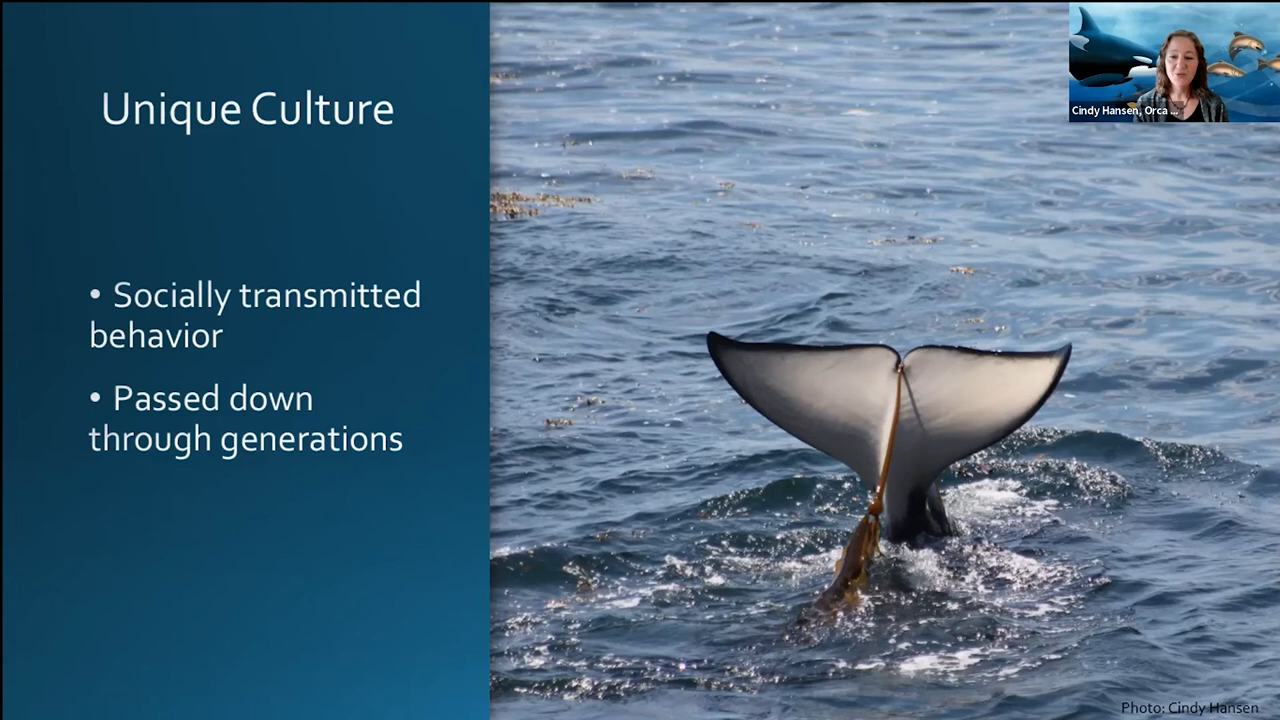 Unique Culture
• Socially transmitted
behavior
• Passed down
through generations
Cindy Hansen, Orca ...
Photo: Cindy Hansen